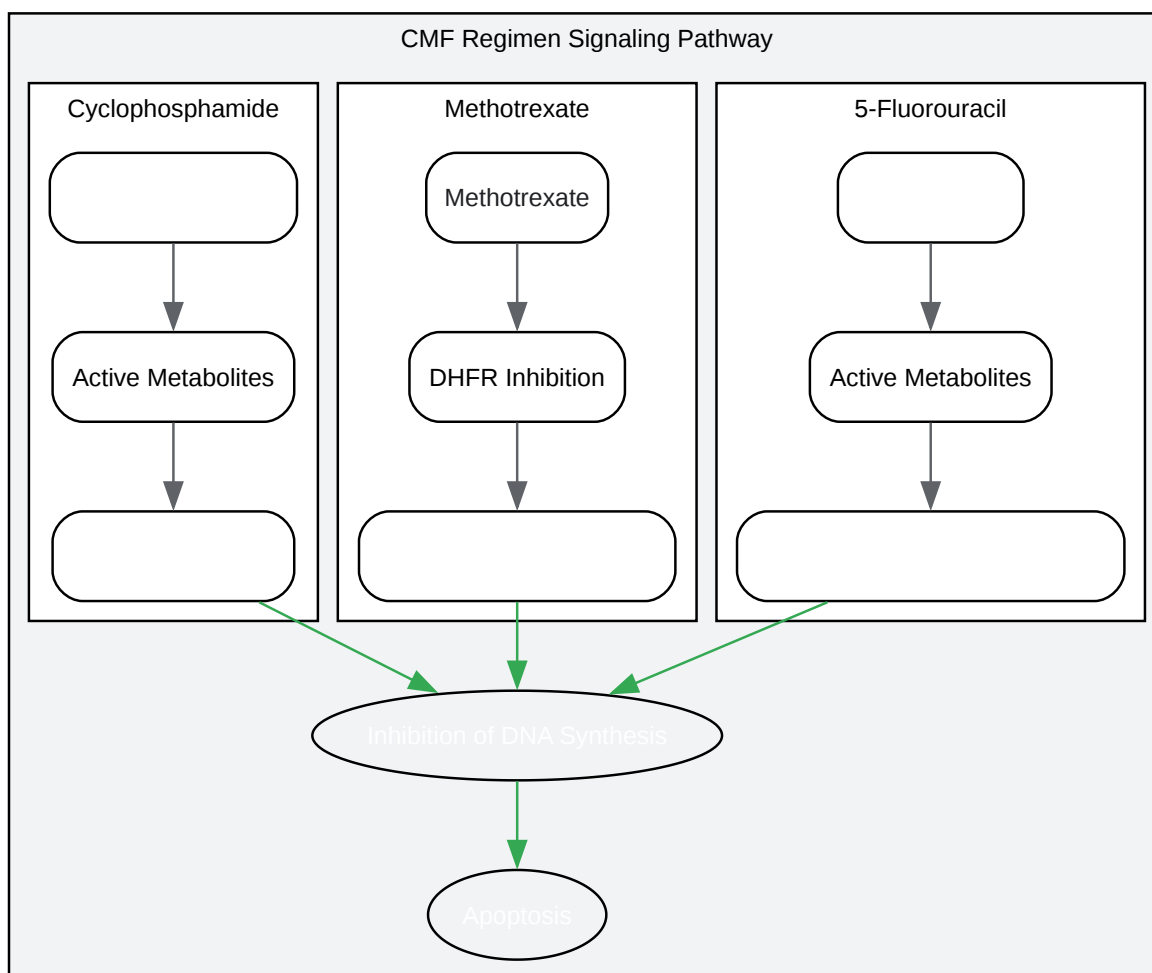 CMF Regimen Signaling Pathway
Cyclophosphamide
Methotrexate
5-Fluorouracil
Methotrexate
Active Metabolites
DHFR Inhibition
Active Metabolites
Inhibition of DNA Synthesis
Apoptosis